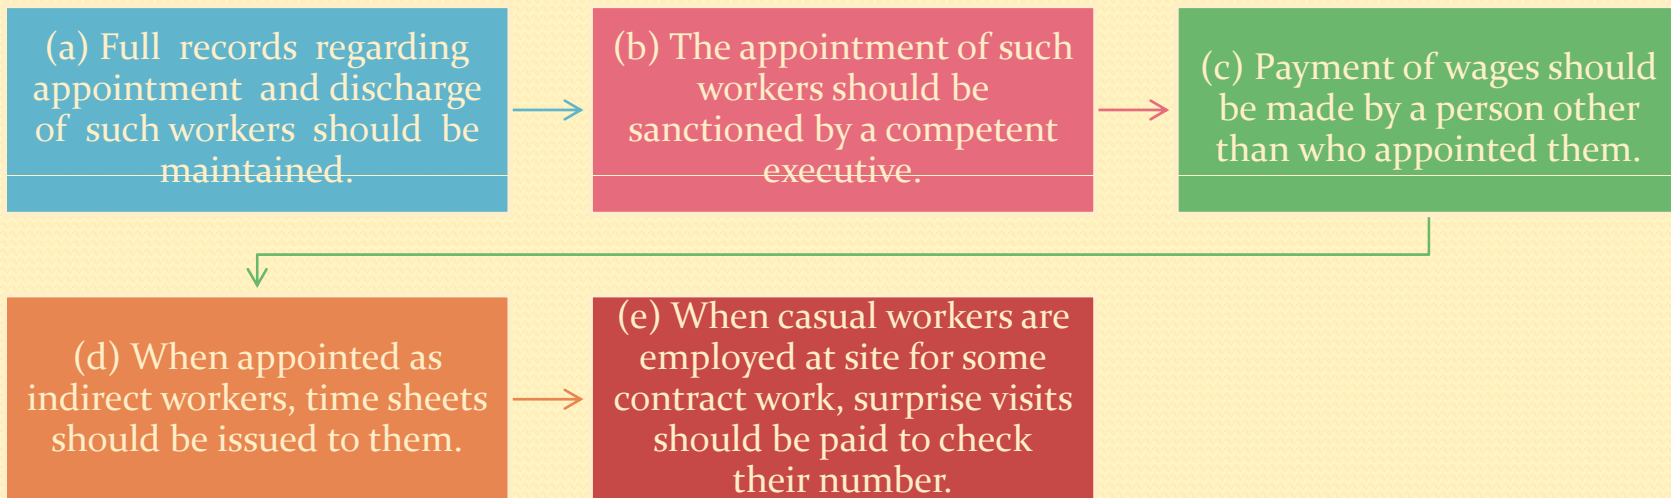 (a) Full records regarding
appointment and discharge
of such workers should be
maintained.
(b) The appointment of such
workers should be
sanctioned by a competent
executive.
(c) Payment of wages should
be made by a person other
than who appointed them.
(d) When appointed as
indirect workers, time sheets
should be issued to them.
(e) When casual workers are
employed at site for some
contract work, surprise visits
should be paid to check
their number.